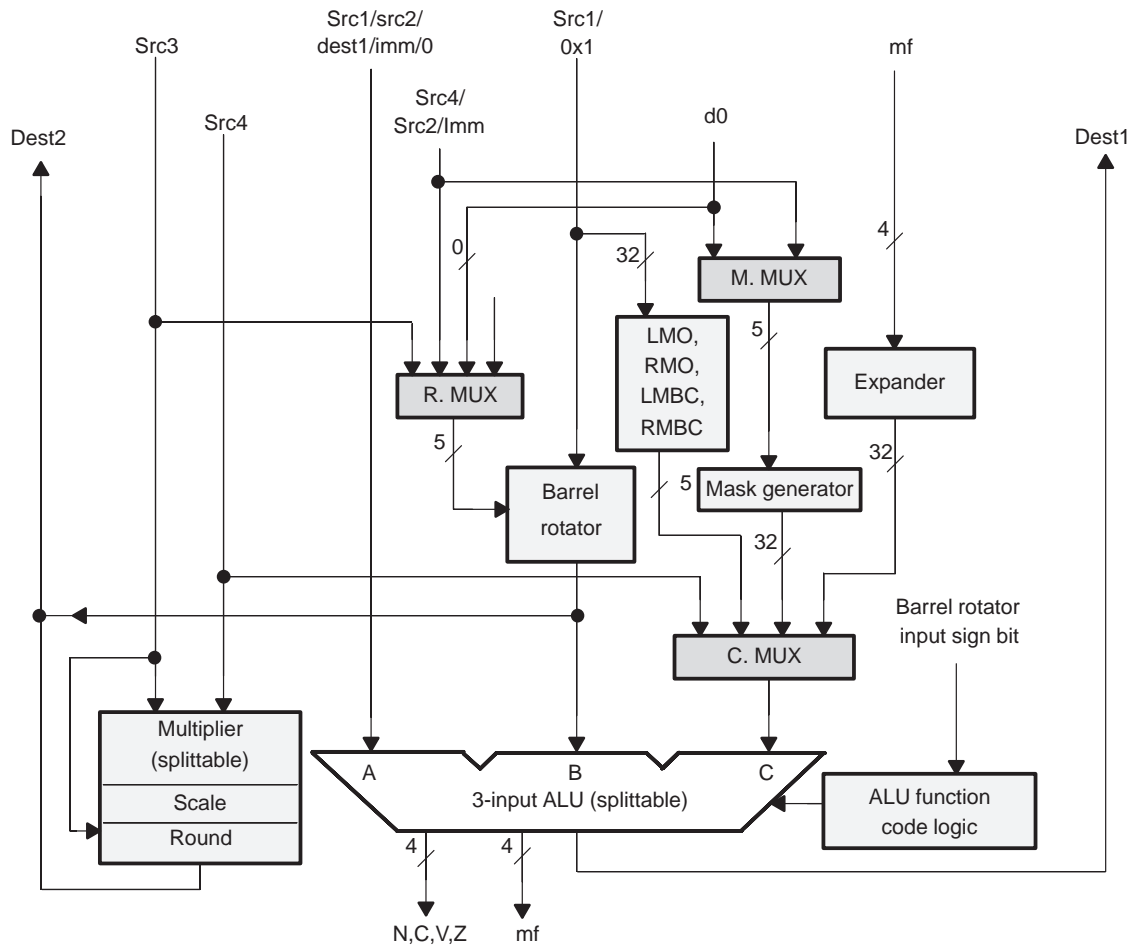 Src1/src2/
dest1/imm/0
Src1/
0x1
Src3
mf
Src4/
Src2/Imm
d0
Src4
Dest2
Dest1
4
0
32
M. MUX
5
LMO,
RMO,
LMBC,
RMBC
Expander
R. MUX
5
32
Barrel
rotator
5
Mask generator
32
Barrel rotator
input sign bit
C. MUX
Multiplier
(splittable)
Scale
Round
A
B
C
3-input ALU (splittable)
ALU function
code logic
4
4
N,C,V,Z
mf